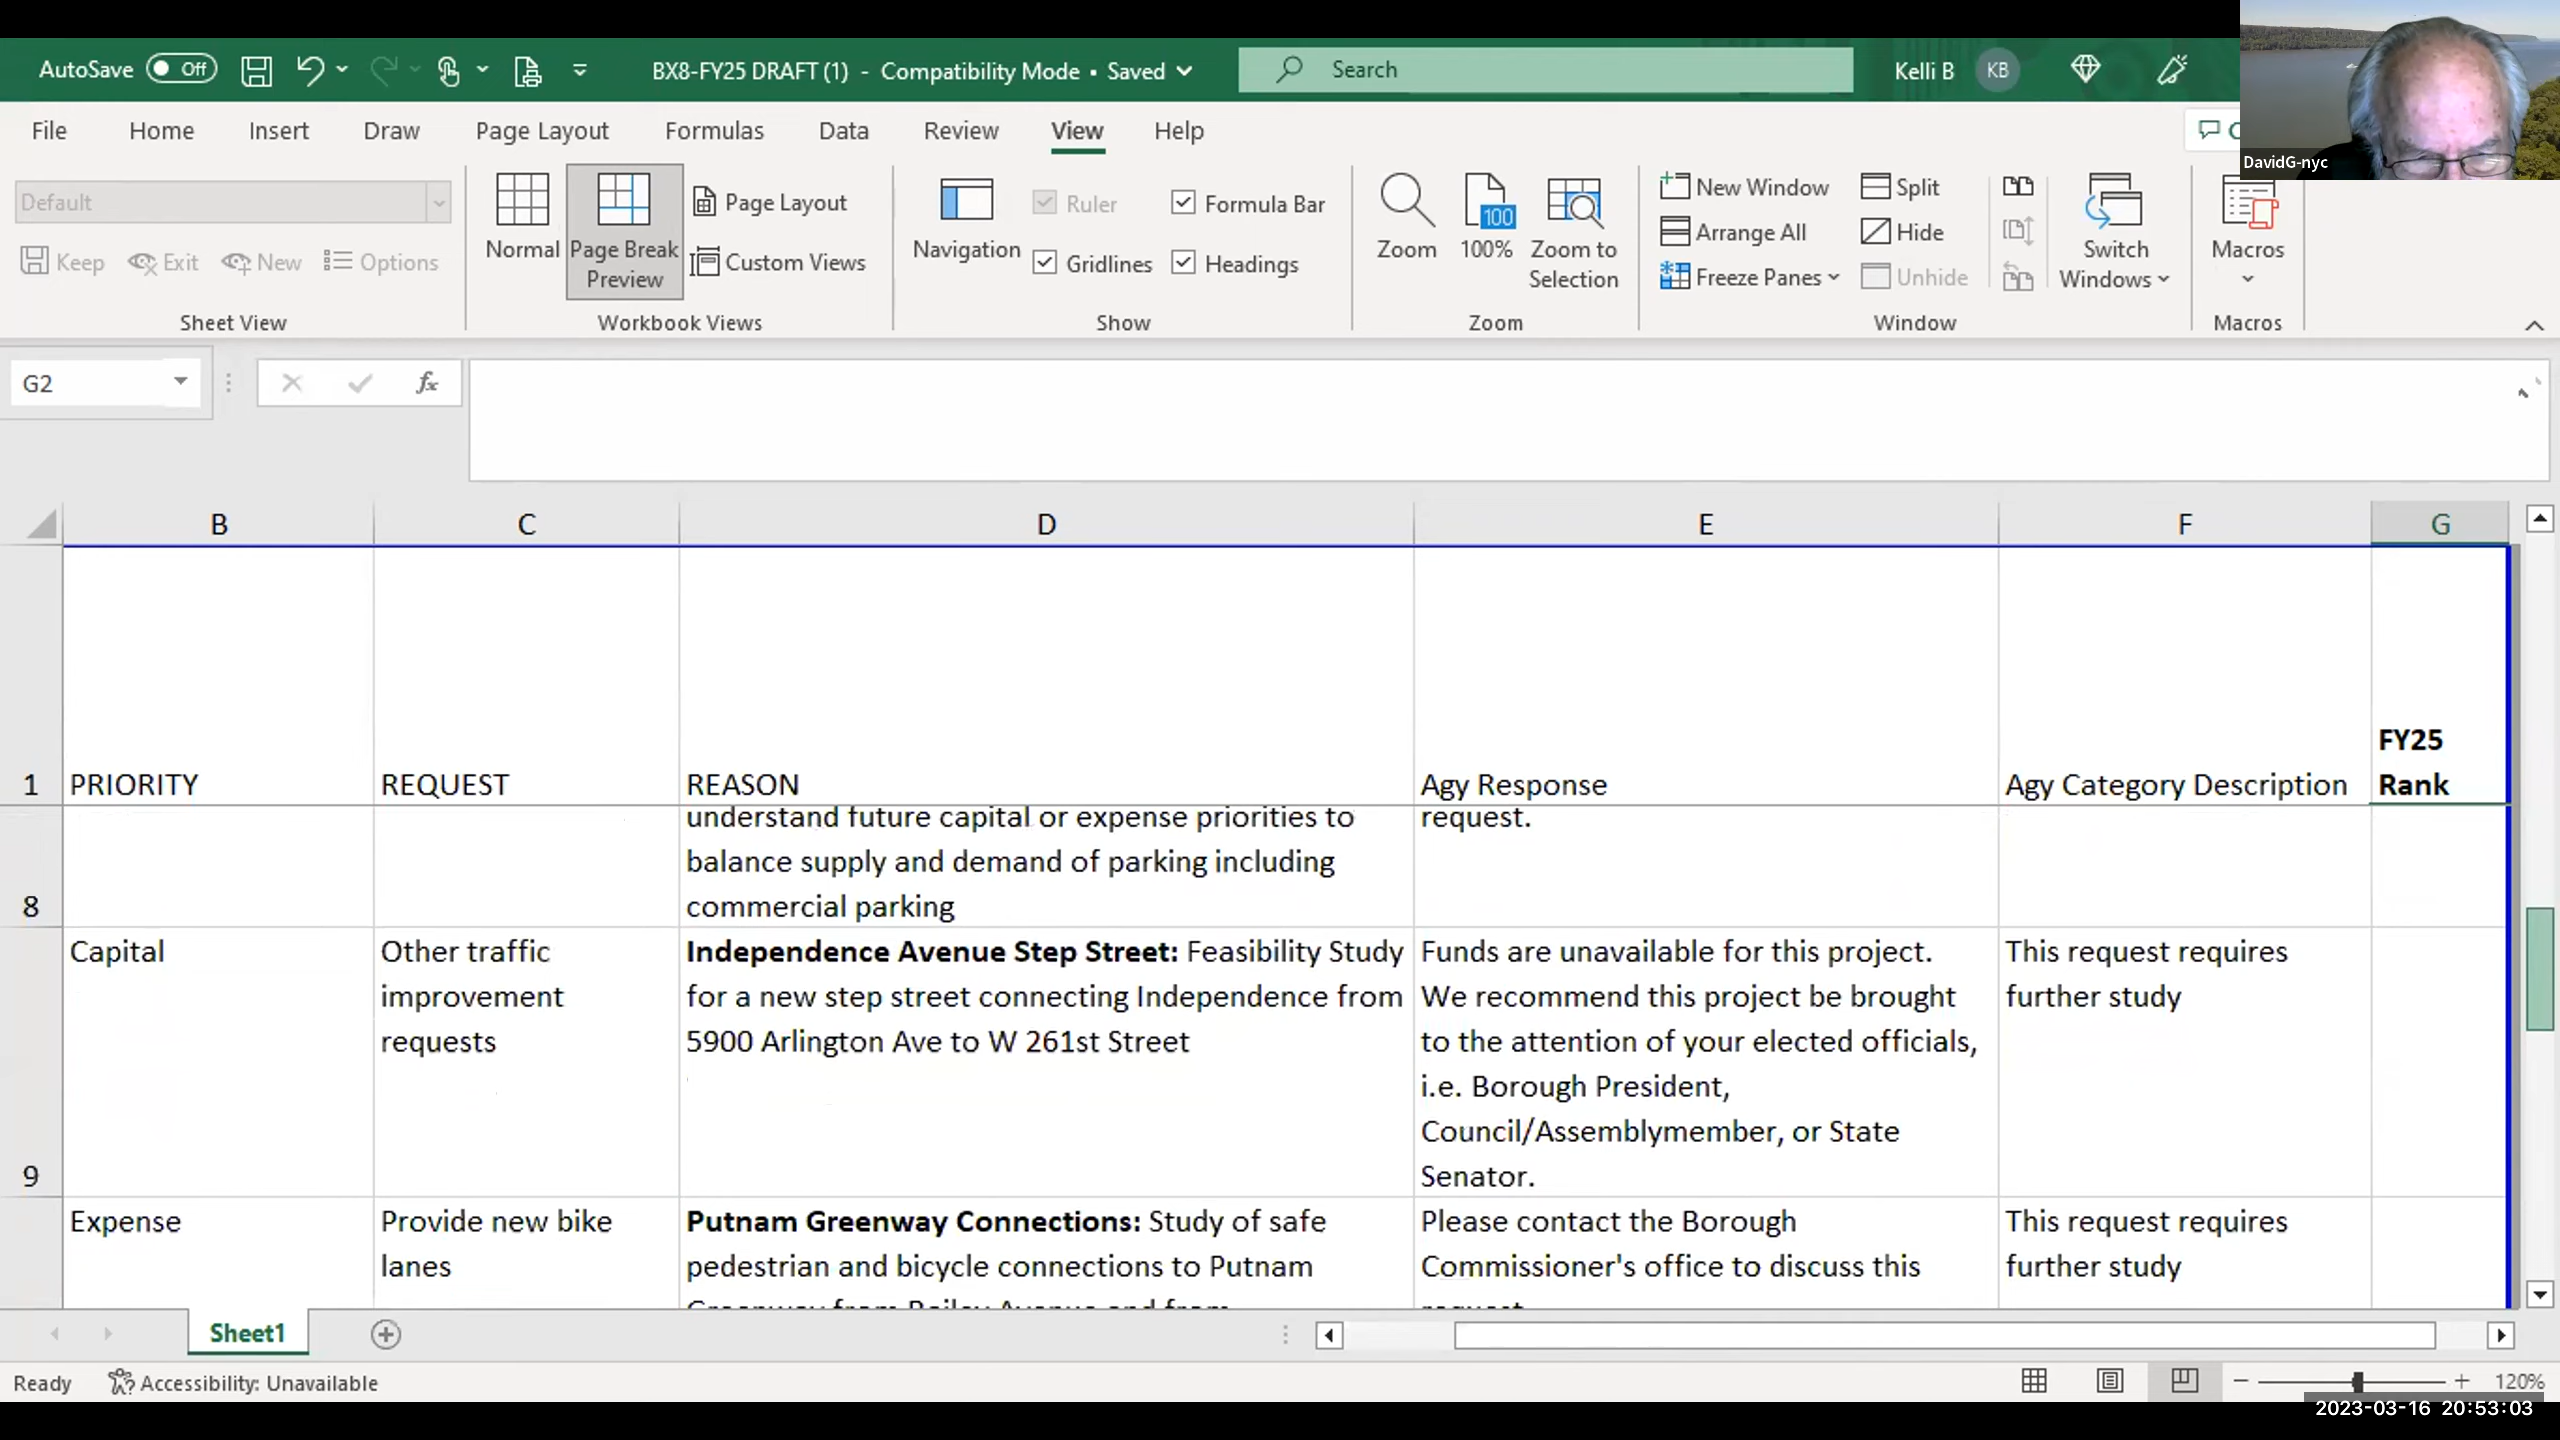 AutoSave Off BX8-FY25 DRAFT (1) - Compatibility Mode • Saved Search Kelli B KB
File Home Insert Draw Page Layout Formulas Data Review View Help
DavidG-nyc
Default
Keep Exit New Options
Sheet View
Normal
Page Break Preview
Page Layout
Custom Views
Workbook Views
Navigation
Ruler Formula Bar
Gridlines Headings
Show
Zoom
100
100%
Zoom to Selection
Zoom
New Window Split
Arrange All Hide
Freeze Panes Unhide
Switch Windows
Window
Macros
Macros
G2 fx
B C D E F G
1 PRIORITY REQUEST REASON Agy Response Agy Category Description FY25 Rank
8
understand future capital or expense priorities to
balance supply and demand of parking including
commercial parking
request.
9
Capital
Other traffic
improvement
requests
Independence Avenue Step Street: Feasibility Study
for a new step street connecting Independence from
5900 Arlington Ave to W 261st Street
Funds are unavailable for this project.
We recommend this project be brought
to the attention of your elected officials,
i.e. Borough President,
Council/Assemblymember, or State
Senator.
This request requires
further study
Expense
Provide new bike
lanes
Putnam Greenway Connections: Study of safe
pedestrian and bicycle connections to Putnam
Greenway from Bailey Avenue and from
Please contact the Borough
Commissioner's office to discuss this
request.
This request requires
further study
Sheet1
Ready Accessibility: Unavailable 120%
2023-03-16 20:53:03